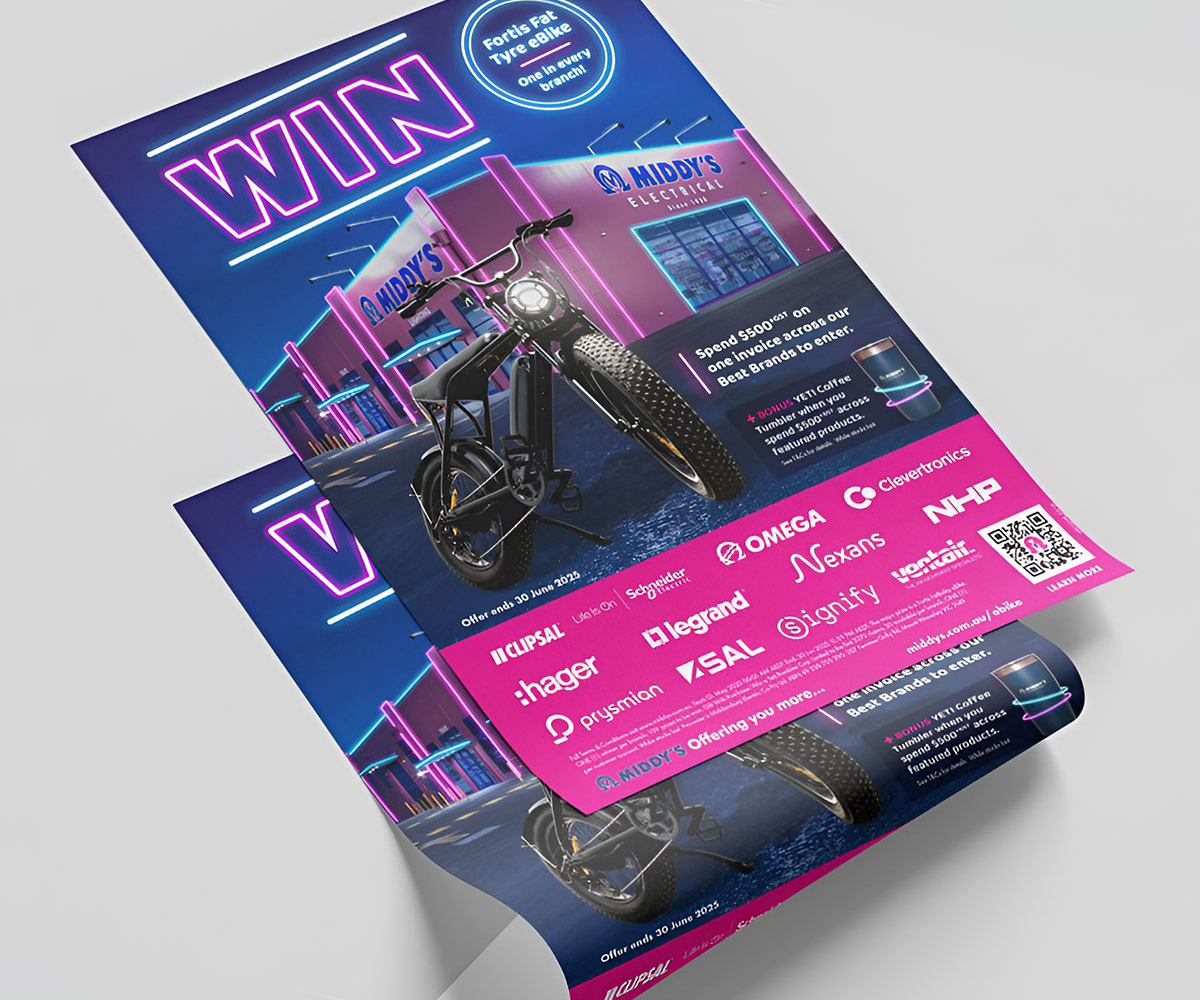 WIN
Fortis Fat
Tyre eBike
One in every
branch!
MIDDY'S
ELECTRICAL
Since 1928
MIDDY'S
Spend $500+GST on
one invoice across our
Best Brands to enter.
+ BONUS YETI Coffee
Tumbler when you
spend $500+GST across
featured products.
See T&Cs for details. While stocks last
Offer ends 30 June 2025
CLIPSAL
Life Is On
Schneider
Electric
OMEGA
Clevertronics
:hager
legrand
Nexans
NHP
prysmian
SAL
Signify
ventair
LEARN MORE
middys.com.au/ebike
MIDDY'S Offering you more...
W
one invoice across our
Best Brands to enter.
+ BONUS YETI Coffee
Tumbler when you
spend $500+GST across
featured products.
See T&Cs for details. While stocks last
Offer ends 30 June 2025
CLIPSAL
Life Is On